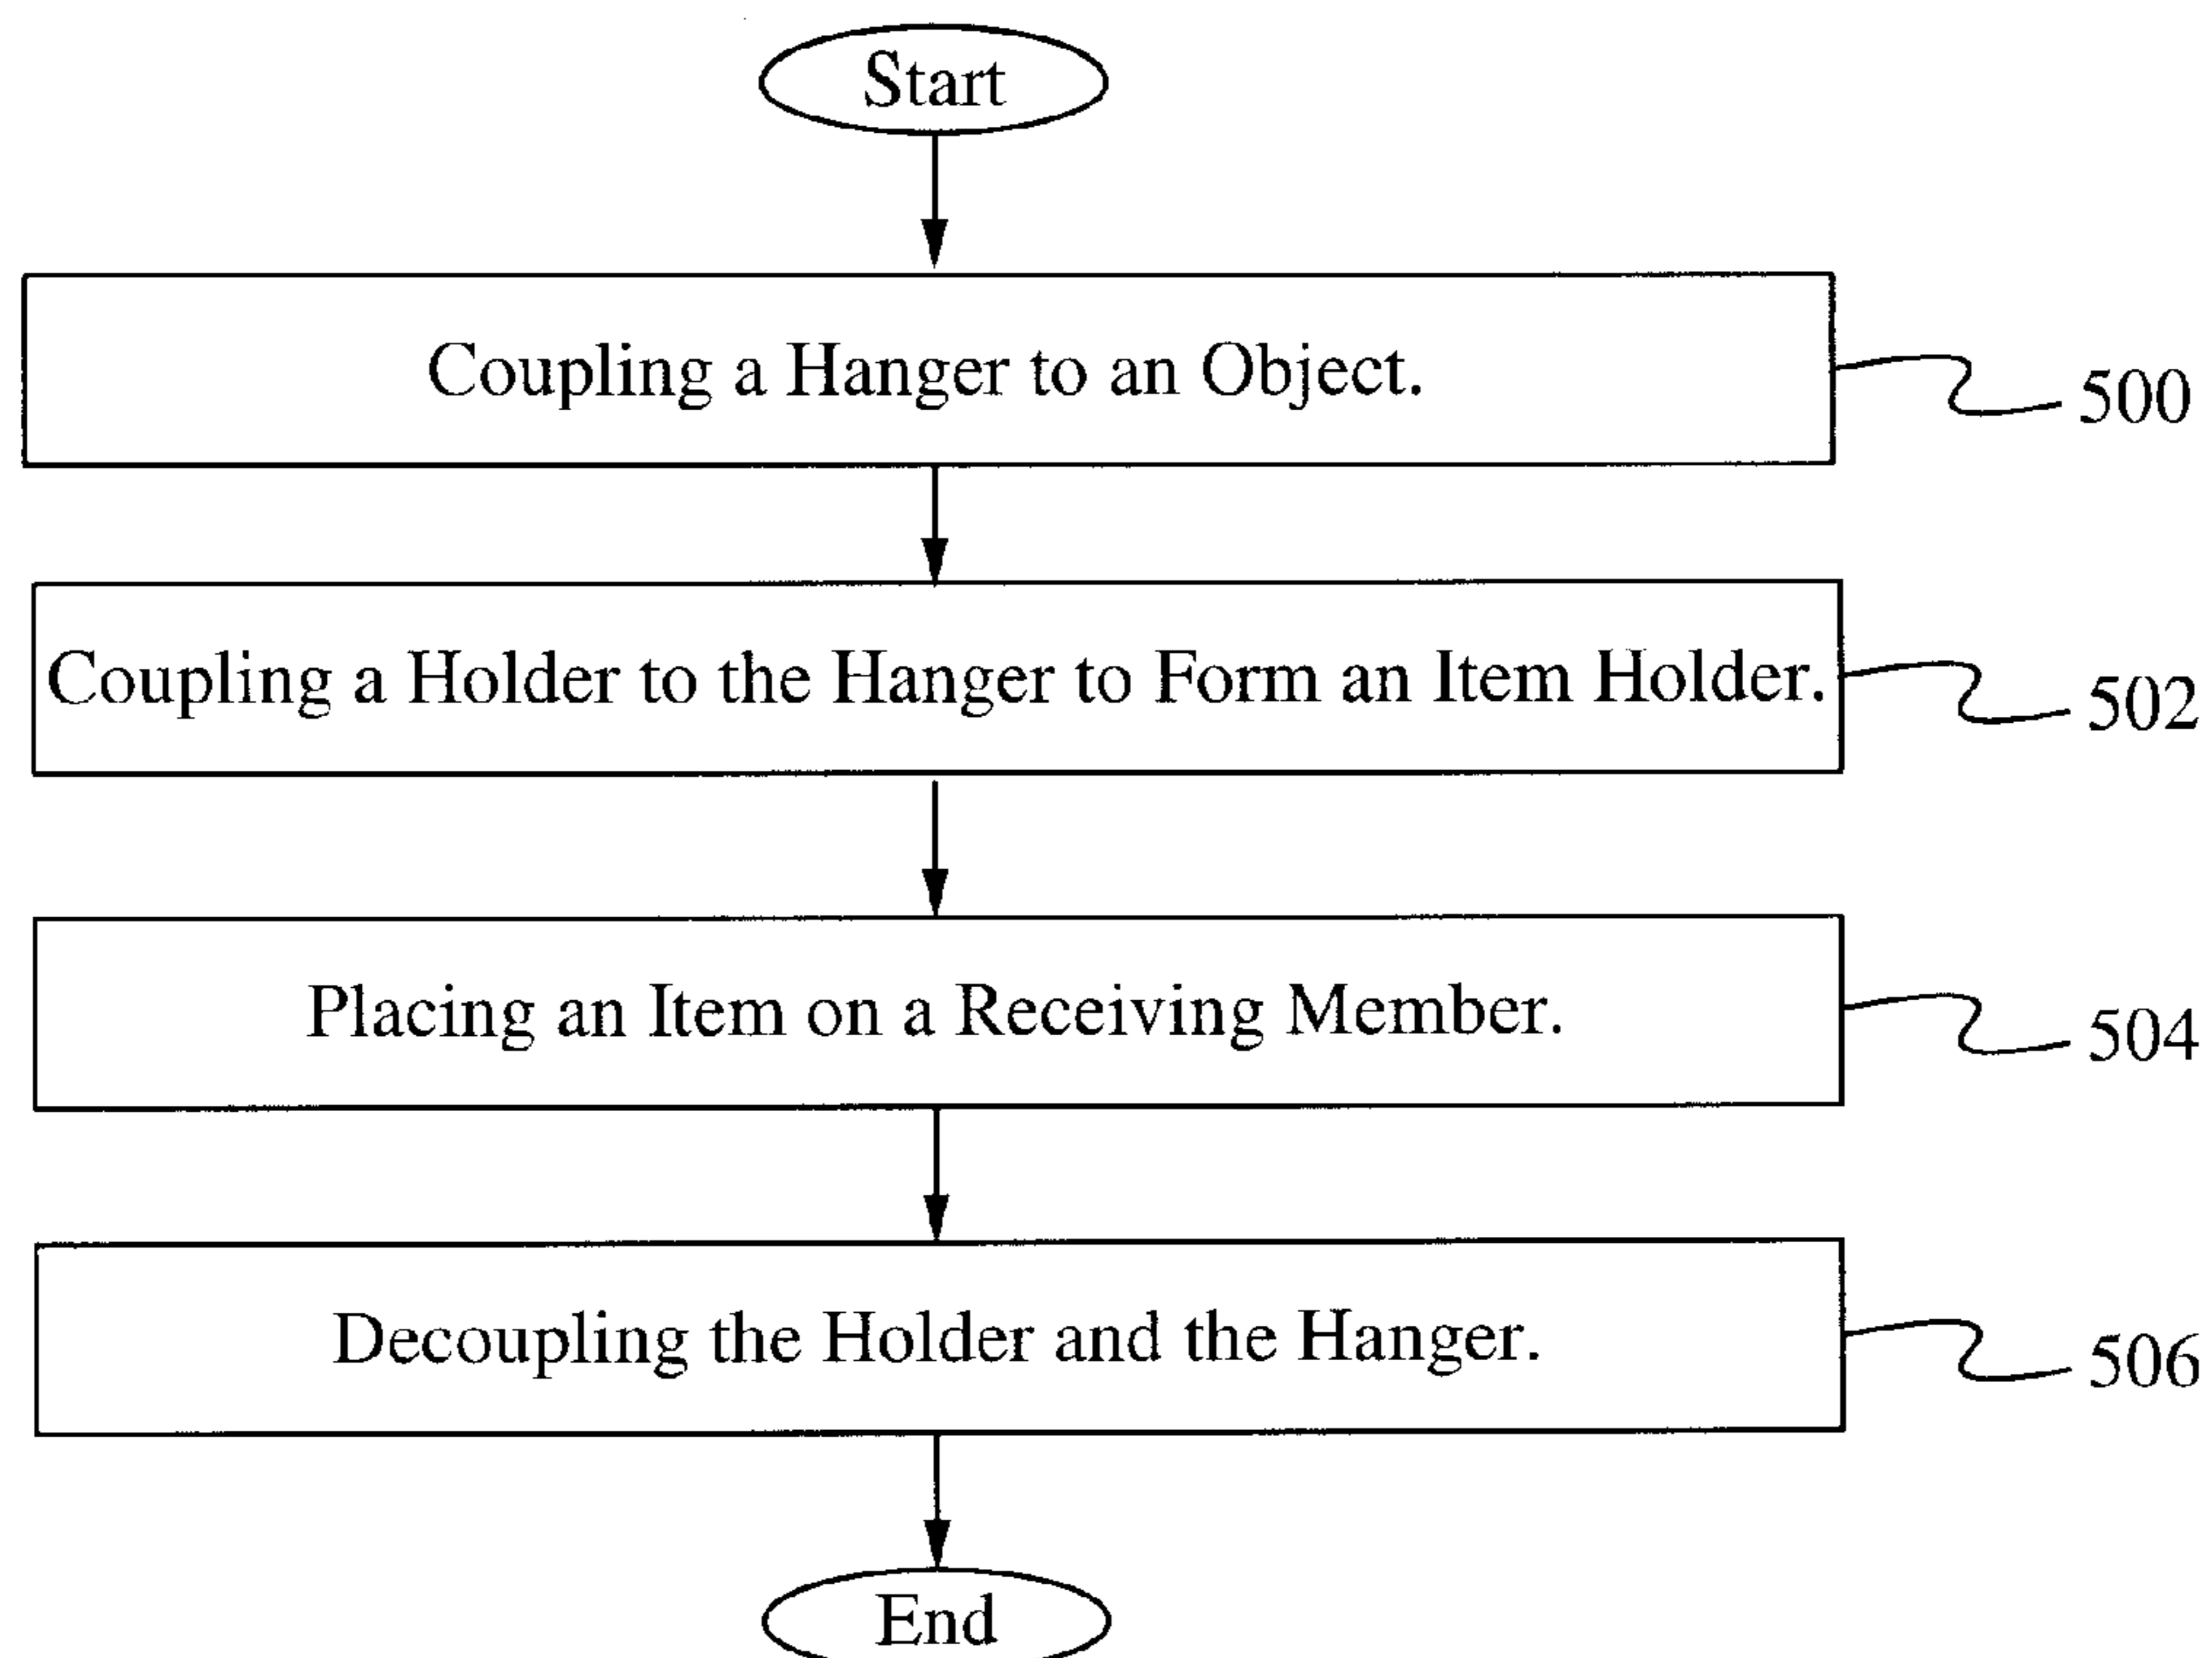 Start
Coupling a Hanger to an Object.
500
Coupling a Holder to the Hanger to Form an Item Holder.
502
Placing an Item on a Receiving Member.
504
Decoupling the Holder and the Hanger.
506
End